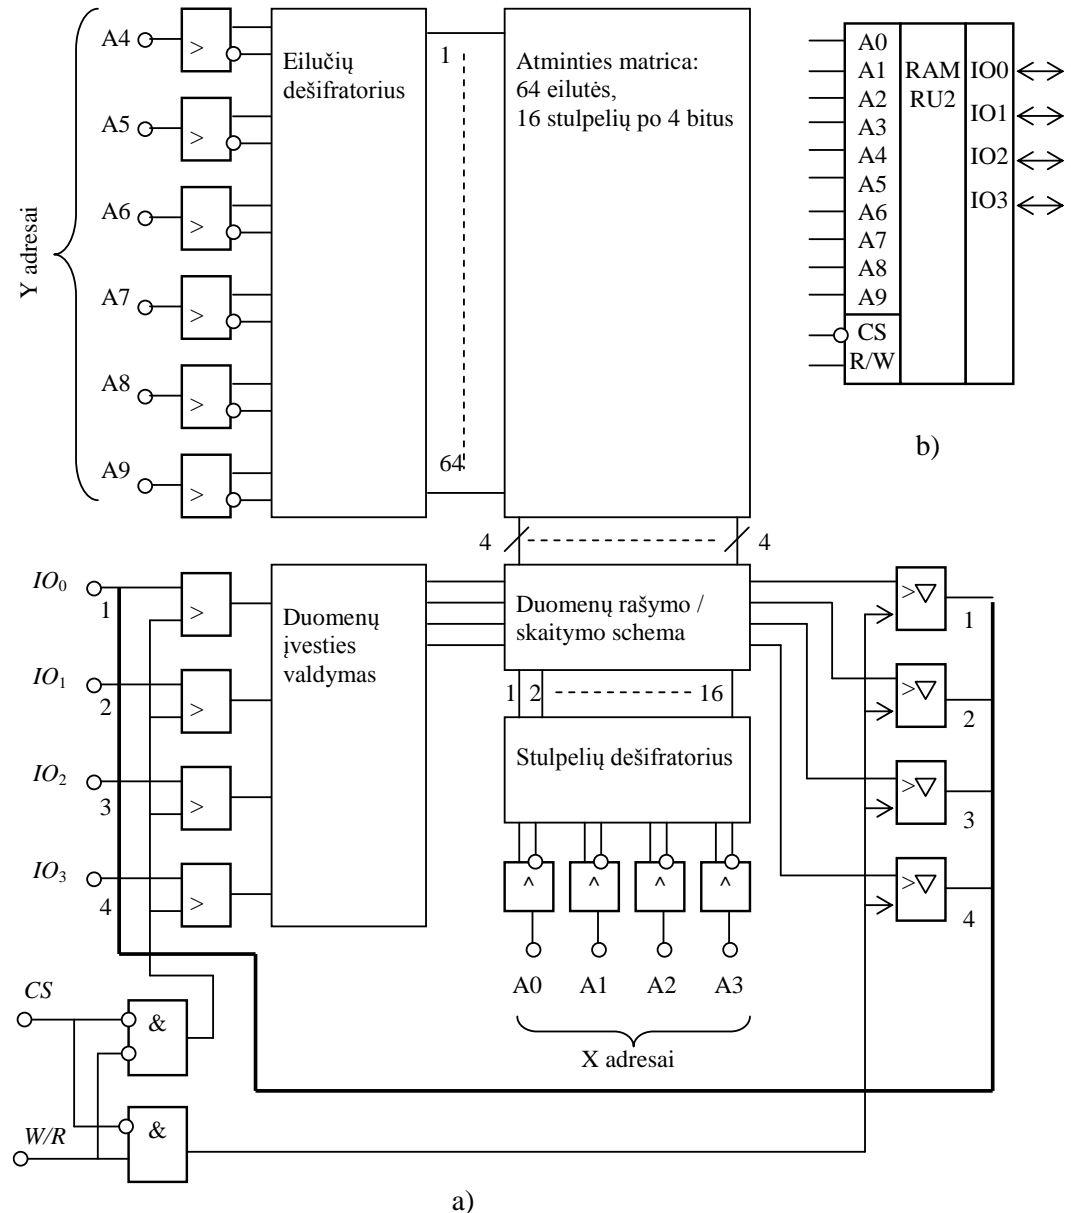 A4
>
A5
>
A6
>
A7
>
A8
>
A9
>
Y adresai
Eilučių
dešifratorius
1
64
Atminties matrica:
64 eilutės,
16 stulpelių po 4 bitus
4
4
A0
A1
A2
A3
A4
A5
A6
A7
A8
A9
CS
R/W
RAM
RU2
IO0
IO1
IO2
IO3
b)
IO0
1
>
IO1
2
>
IO2
3
>
IO3
4
>
Duomenų
įvesties
valdymas
Duomenų rašymo /
skaitymo schema
1 2 16
Stulpelių dešifratorius
^ ^ ^ ^
A0 A1 A2 A3
X adresai
>▽
1
>▽
2
>▽
3
>▽
4
CS
&
W/R
&
a)